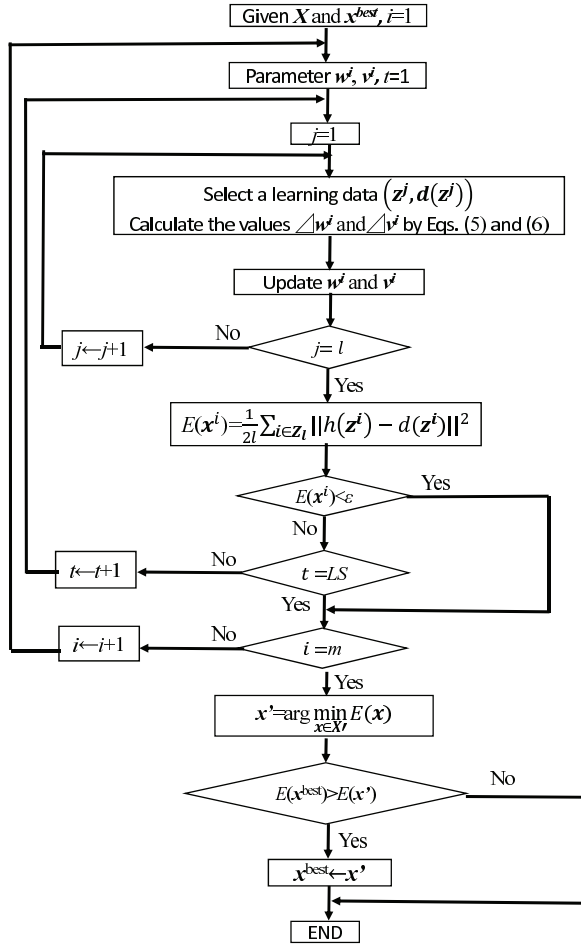 Given X and x^best, i=1
Parameter w^i, v^i, t=1
j=1
Select a learning data (z^j, d(z^j))
Calculate the values ⊿w^i and ⊿v^i by Eqs. (5) and (6)
Update w^i and v^i
No
j←j+1
j= l
Yes
E(x^i)=1/2l ∑_{i∈Z_l} ||h(z^i) − d(z^i)||^2
E(x^i)<ε
Yes
No
No
t←t+1
t =LS
Yes
No
i←i+1
i =m
Yes
x'=arg min_{x∈X'} E(x)
E(x^best)>E(x')
No
Yes
x^best←x'
END